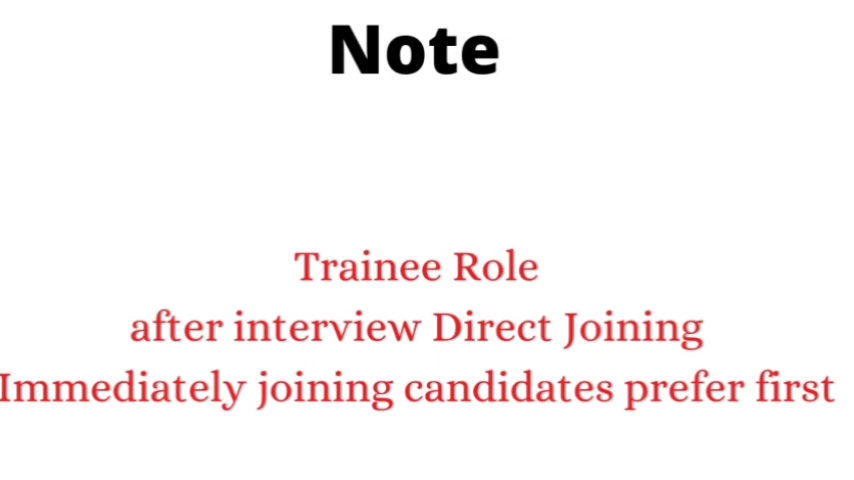 Note
Trainee Role
after interview Direct Joining
Immediately joining candidates prefer first